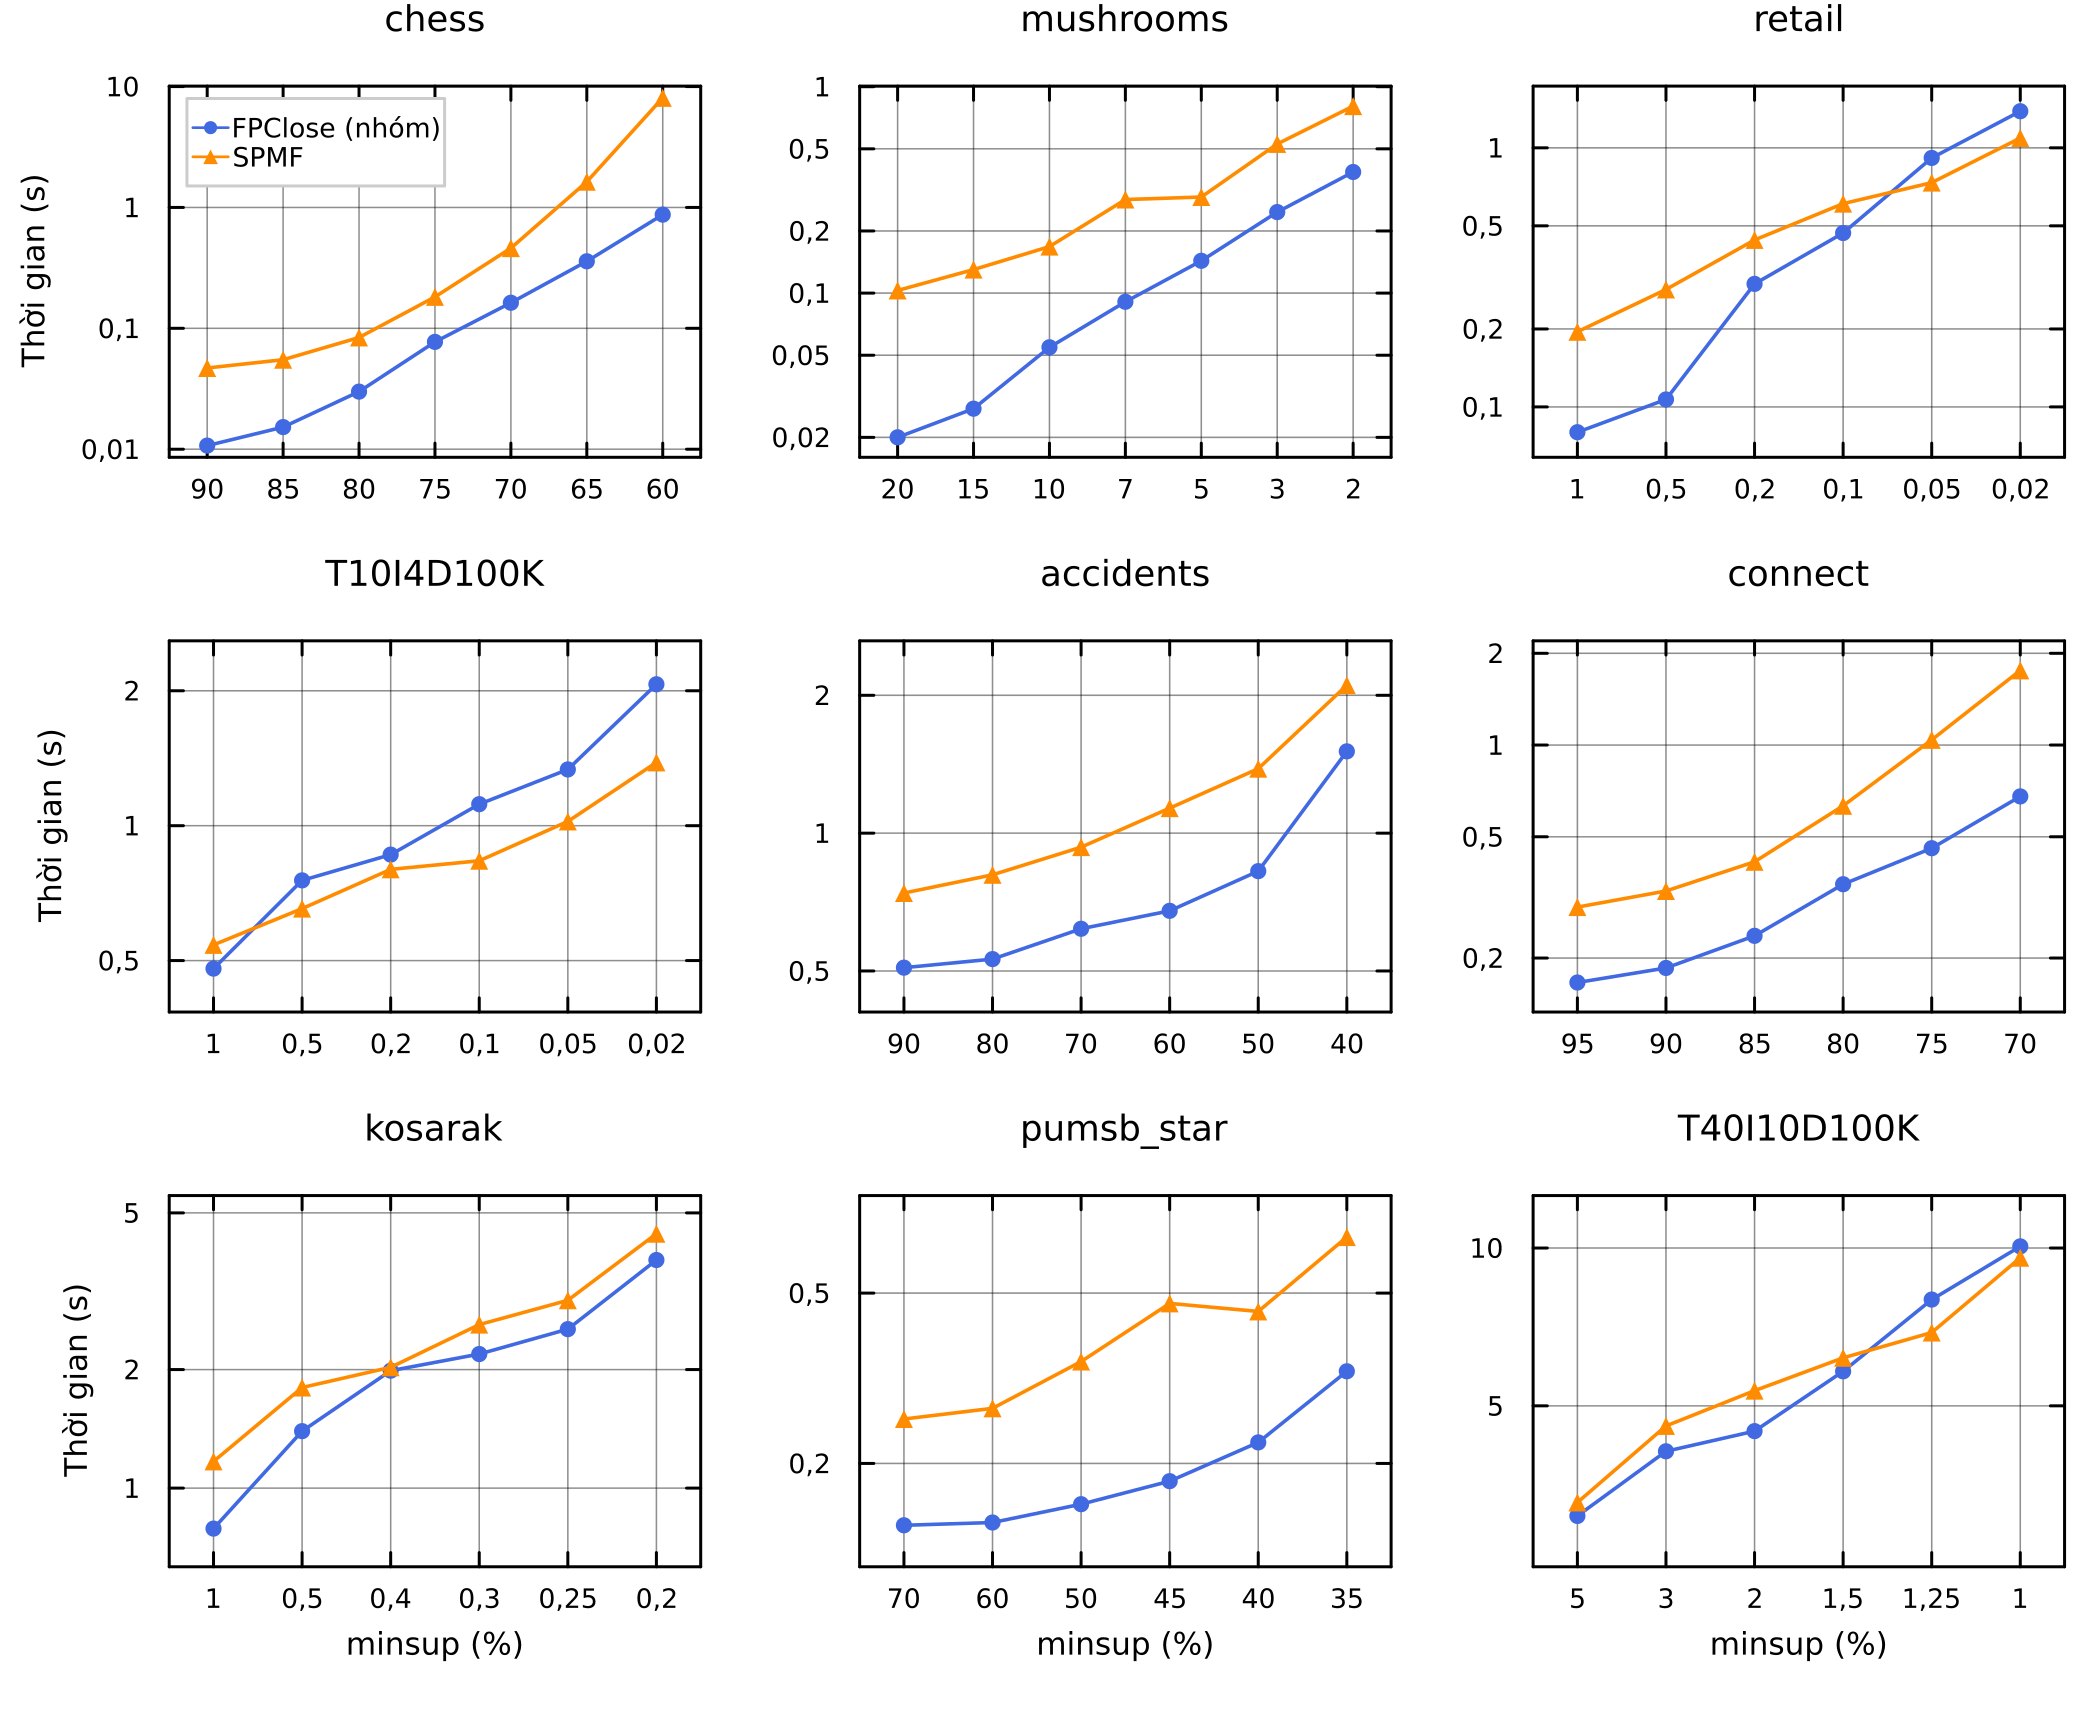 chess
mushrooms
retail
Thời gian (s)
10
1
0,1
0,01
FPClose (nhóm)
SPMF
90 85 80 75 70 65 60
1
0,5
0,2
0,1
0,05
0,02
20 15 10 7 5 3 2
1
0,5
0,2
0,1
1 0,5 0,2 0,1 0,05 0,02
T10I4D100K
accidents
connect
Thời gian (s)
2
1
0,5
1 0,5 0,2 0,1 0,05 0,02
2
1
0,5
90 80 70 60 50 40
2
1
0,5
0,2
95 90 85 80 75 70
kosarak
pumsb_star
T40I10D100K
Thời gian (s)
5
2
1
1 0,5 0,4 0,3 0,25 0,2
minsup (%)
0,5
0,2
70 60 50 45 40 35
minsup (%)
10
5
5 3 2 1,5 1,25 1
minsup (%)